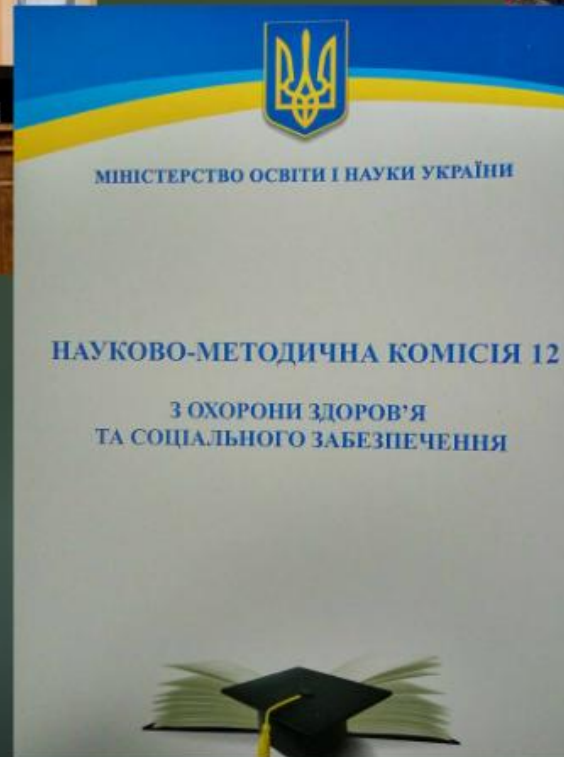 МІНІСТЕРСТВО ОСВІТИ І НАУКИ УКРАЇНИ
НАУКОВО-МЕТОДИЧНА КОМІСІЯ 12
З ОХОРОНИ ЗДОРОВ’Я
ТА СОЦІАЛЬНОГО ЗАБЕЗПЕЧЕННЯ